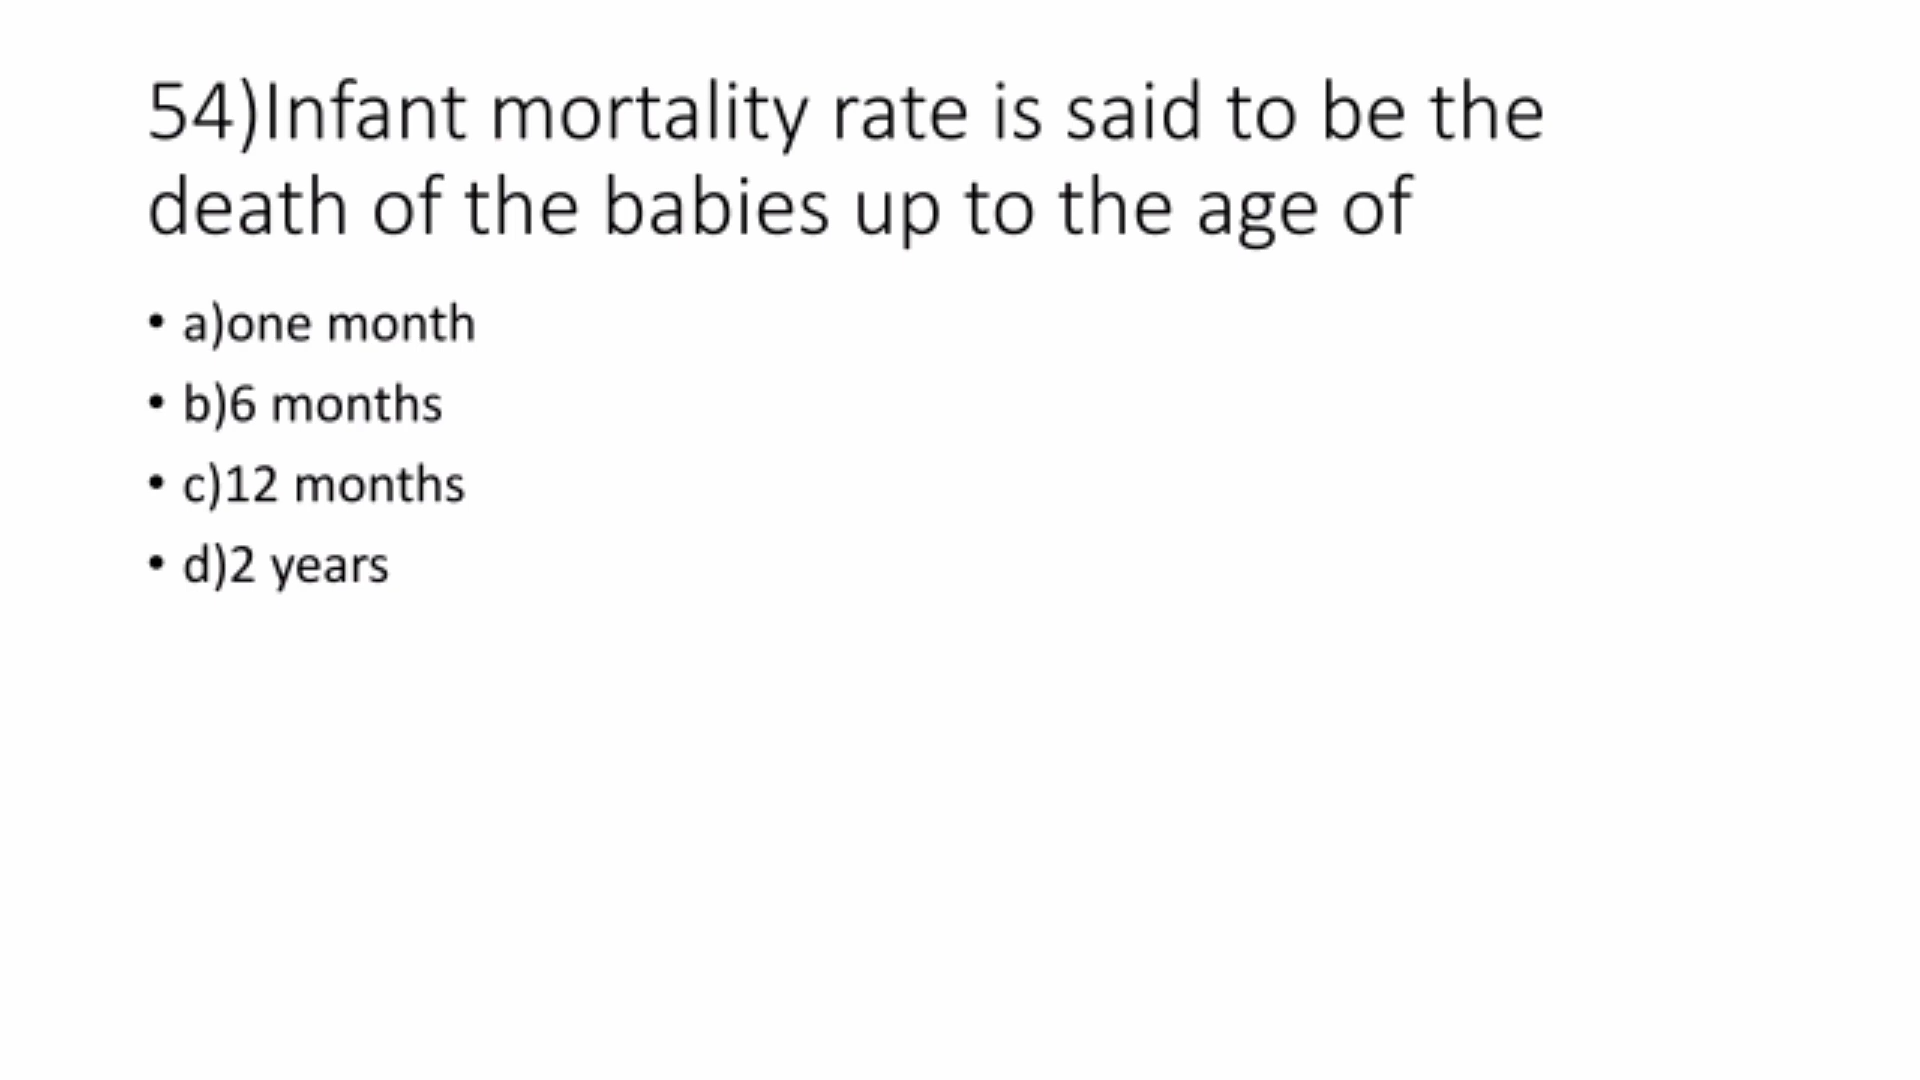 54)Infant mortality rate is said to be the
death of the babies up to the age of
• a)one month
• b)6 months
• c)12 months
• d)2 years